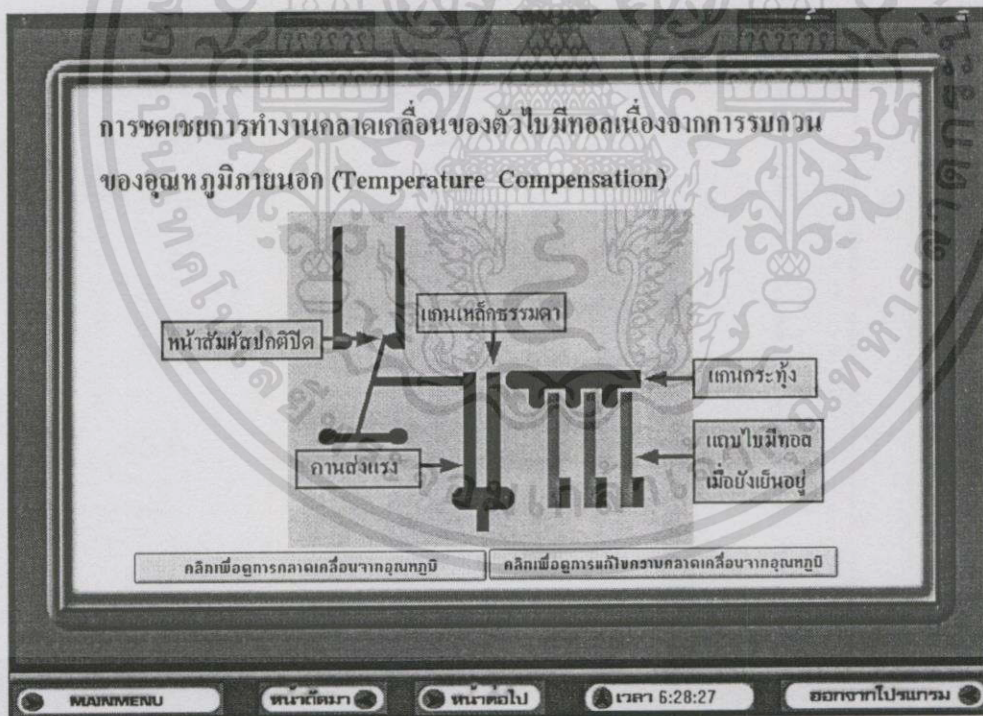 การชดเชยการทำงานคลาดเคลื่อนของตัวไบมีทอลเนื่องจากการรบกวน
ของอุณหภูมิภายนอก (Temperature Compensation)
แกนเหล็กธรรมดา
หน้าสัมผัสปกติปิด
แกนกระทุ้ง
คานส่งแรง
แถบไบมีทอล
เมื่อยังเย็นอยู่
คลิกเพื่อดูการคลาดเคลื่อนจากอุณหภูมิ
คลิกเพื่อดูการแก้ไขความคลาดเคลื่อนจากอุณหภูมิ
MAINMENU
หน้าถัดมา
หน้าต่อไป
เวลา 6:28:27
ออกจากโปรแกรม